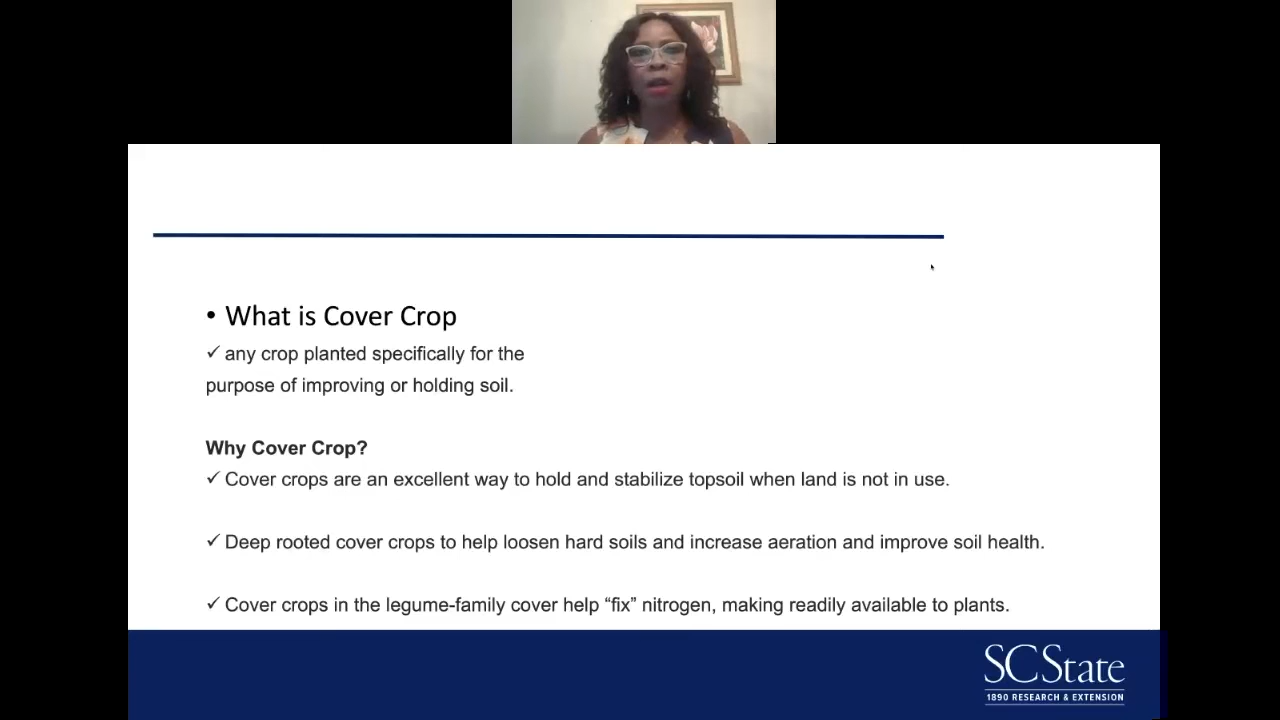 • What is Cover Crop
✓ any crop planted specifically for the
purpose of improving or holding soil.
Why Cover Crop?
✓ Cover crops are an excellent way to hold and stabilize topsoil when land is not in use.
✓ Deep rooted cover crops to help loosen hard soils and increase aeration and improve soil health.
✓ Cover crops in the legume-family cover help “fix” nitrogen, making readily available to plants.
SC State
1890 RESEARCH & EXTENSION